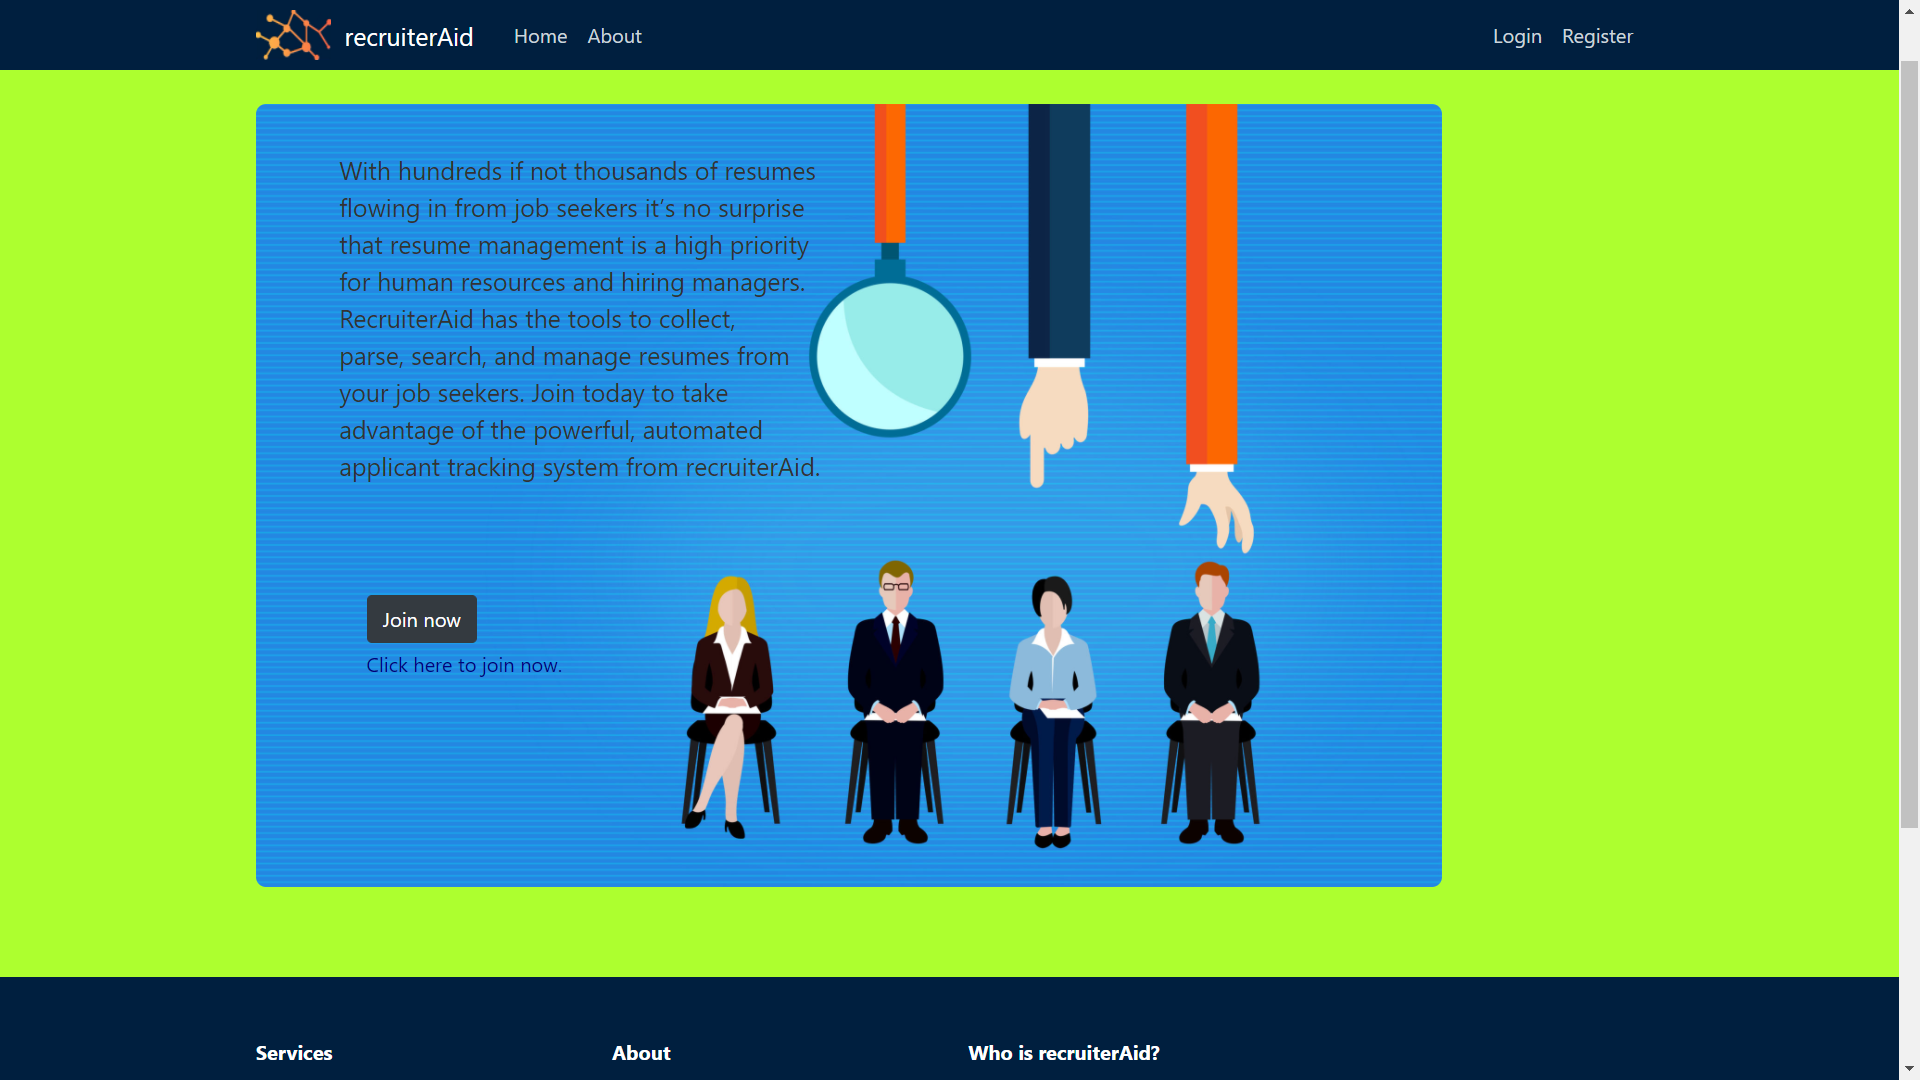 recruiterAid Home About Login Register
With hundreds if not thousands of resumes
flowing in from job seekers it’s no surprise
that resume management is a high priority
for human resources and hiring managers.
RecruiterAid has the tools to collect,
parse, search, and manage resumes from
your job seekers. Join today to take
advantage of the powerful, automated
applicant tracking system from recruiterAid.
Join now
Click here to join now.
Services About Who is recruiterAid?